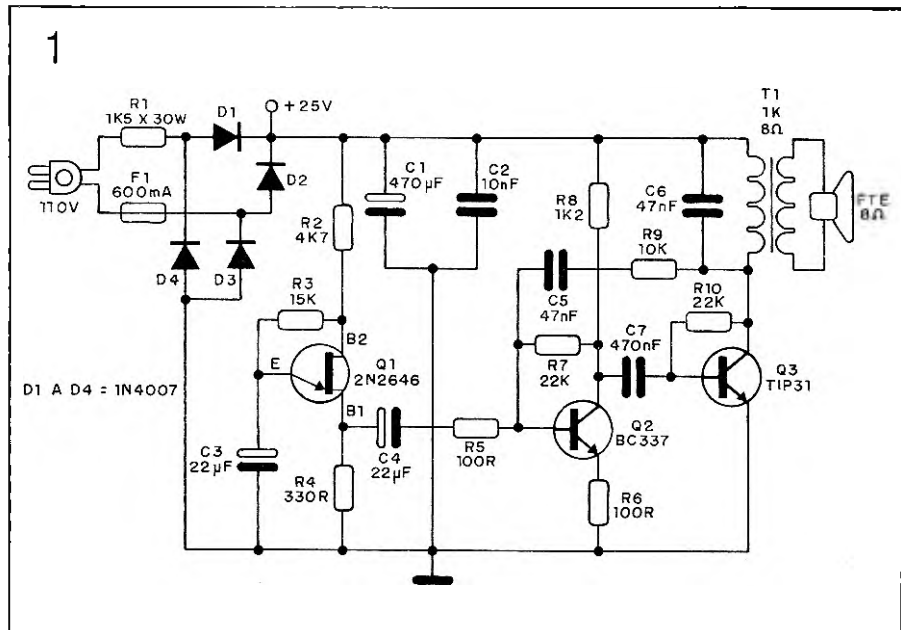 1
R1
1K5 X 30W
D1
+25V
F1
600mA
110V
D2
D4
D3
R2
4K7
C1
470µF
C2
10nF
R8
1K2
C6
47nF
T1
1K
8Ω
FTE
8Ω
R3
15K
B2
E
Q1
2N2646
B1
D1 A D4 = 1N4007
C3
22µF
R4
330R
C4
22µF
R5
100R
C5
47nF
R9
10K
R7
22K
C7
470nF
R10
22K
Q3
TIP31
Q2
BC337
R6
100R